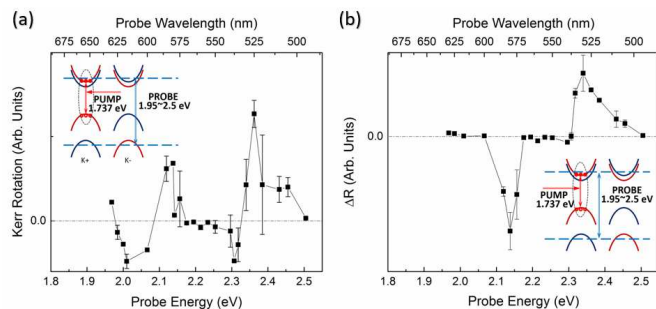 (a)
Probe Wavelength (nm)
675 650 625 600 575 550 525 500
Kerr Rotation (Arb. Units)
0.0
PUMP
1.737 eV
PROBE
1.95~2.5 eV
K+ K-
1.8 1.9 2.0 2.1 2.2 2.3 2.4 2.5
Probe Energy (eV)
(b)
Probe Wavelength (nm)
675 650 625 600 575 550 525 500
ΔR (Arb. Units)
0.0
PUMP
1.737 eV
PROBE
1.95~2.5 eV
1.8 1.9 2.0 2.1 2.2 2.3 2.4 2.5
Probe Energy (eV)